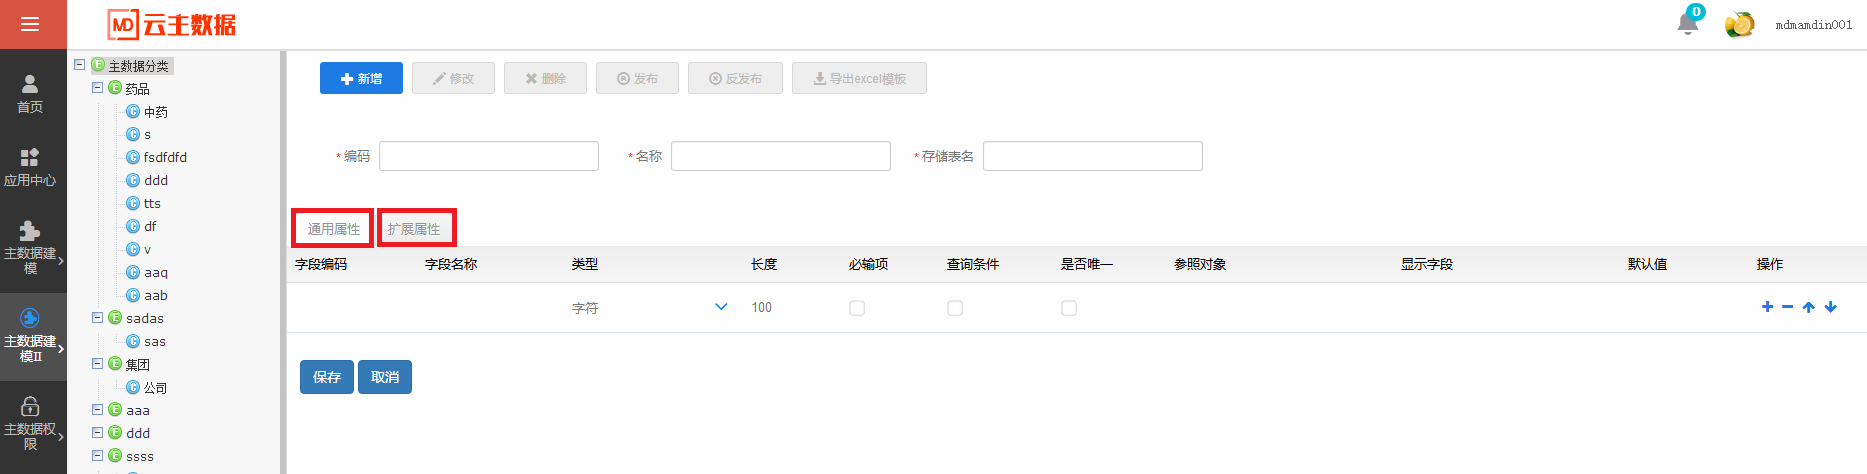 MD 云主数据
0
mdmamdin001
首页
应用中心
主数据建
模
主数据建
模II
主数据权
限
主数据分类
药品
中药
s
fsdfdfd
ddd
tts
df
v
aaq
aab
sadas
sas
集团
公司
aaa
ddd
ssss
新增 修改 删除 发布 反发布 导出excel模板
*编码 *名称 *存储表名
通用属性 扩展属性
字段编码 字段名称 类型 长度 必输项 查询条件 是否唯一 参照对象 显示字段 默认值 操作
字符 100
保存 取消